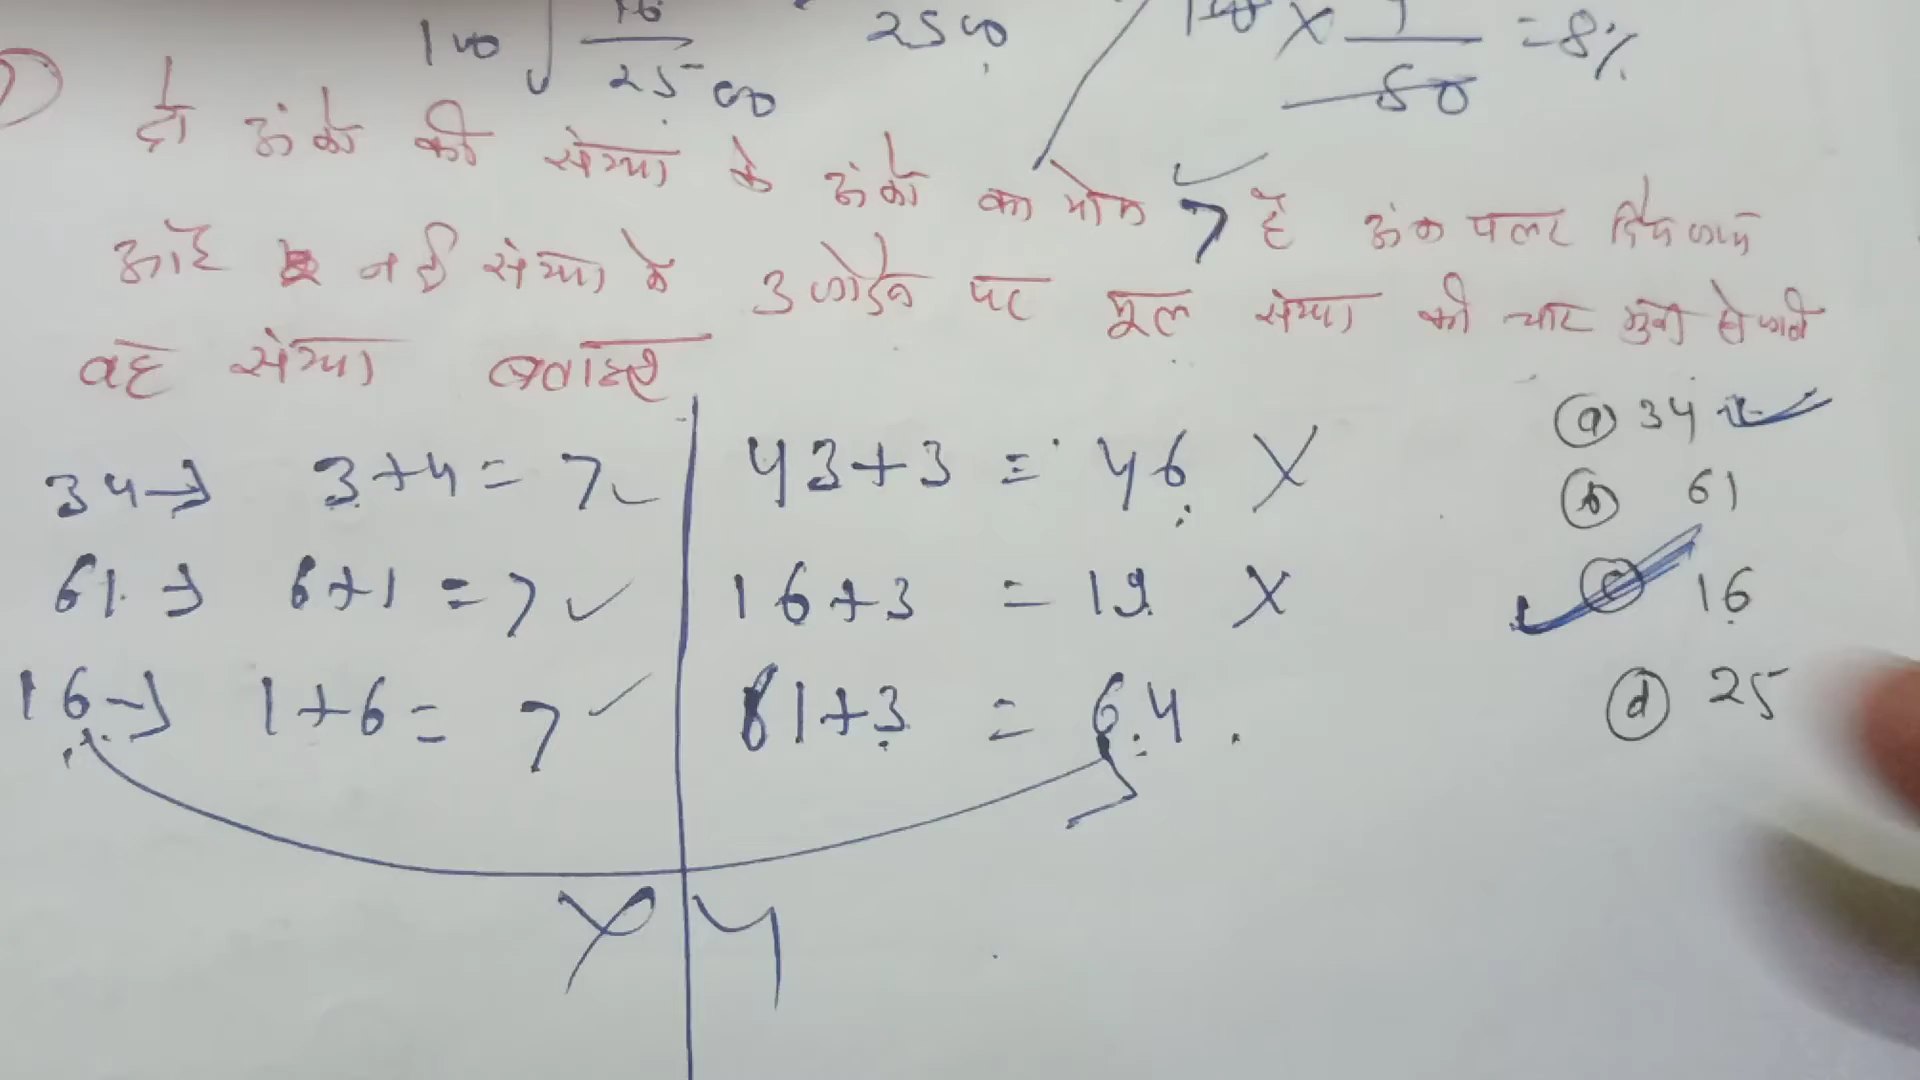 100 √ 16/2500 2500 100 × /50 = 8%
दो अंको की संख्या के अंको का योग 7 है अंक पलट दिए जाये
और नई संख्या के 3 जोड़ने पर मूल संख्या की चार गुनी हो जाती
वह संख्या बताइए
34 → 3+4 = 7 ✓ 43+3 = 46 X (a) 34 ✓
(b) 61
61 → 6+1 = 7 ✓ 16+3 = 19 X (c) 16
16 → 1+6 = 7 ✓ 61+3 = 64 (d) 25
X 4